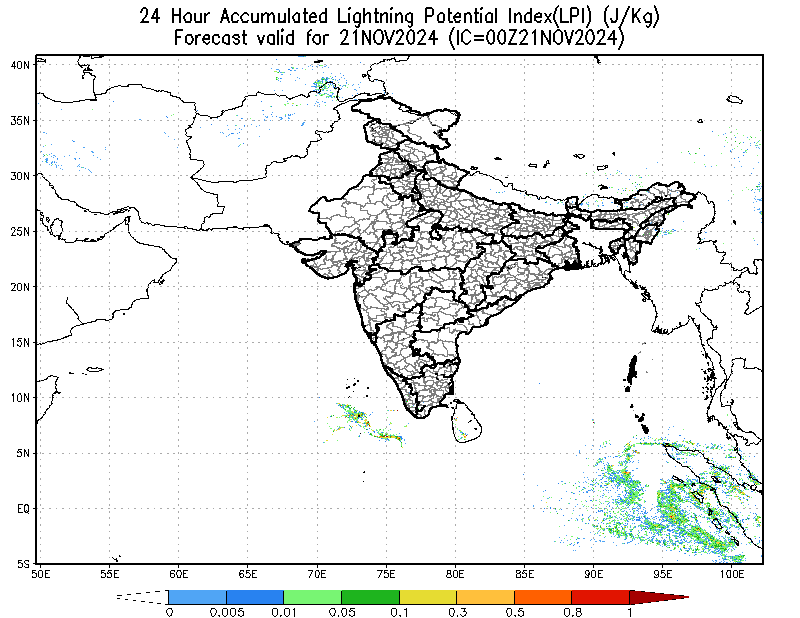 24 Hour Accumulated Lightning Potential Index(LPI) (J/Kg)
Forecast valid for 21NOV2024 (IC=00Z21NOV2024)
40N
35N
30N
25N
20N
15N
10N
5N
EQ
5S
50E 55E 60E 65E 70E 75E 80E 85E 90E 95E 100E
0 0.005 0.01 0.05 0.1 0.3 0.5 0.8 1